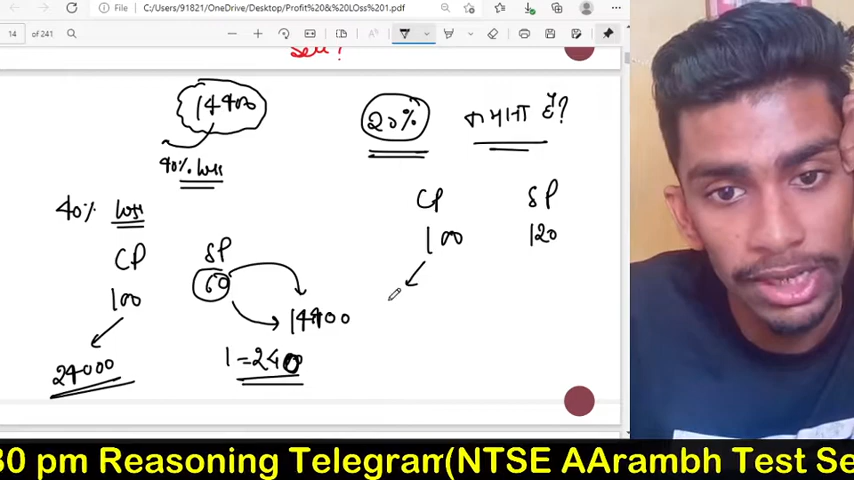 File C:/Users/91821/OneDrive/Desktop/Profit%20&%20LOss%201.pdf
14 of 241
sell?
14400
40% loss
20% कमाना है?
40% loss
CP SP
100 60
14400
24000
1 = 240
CP SP
100 120
30 pm Reasoning Telegram(NTSE AArambh Test Se